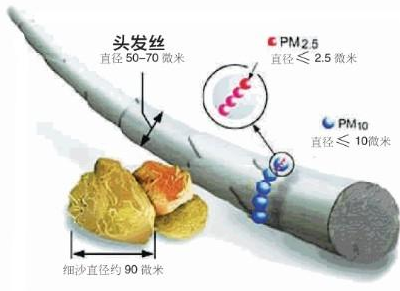 头发丝
直径 50-70 微米
PM2.5
直径 ≤ 2.5 微米
PM10
直径 ≤ 10微米
细沙直径约 90 微米